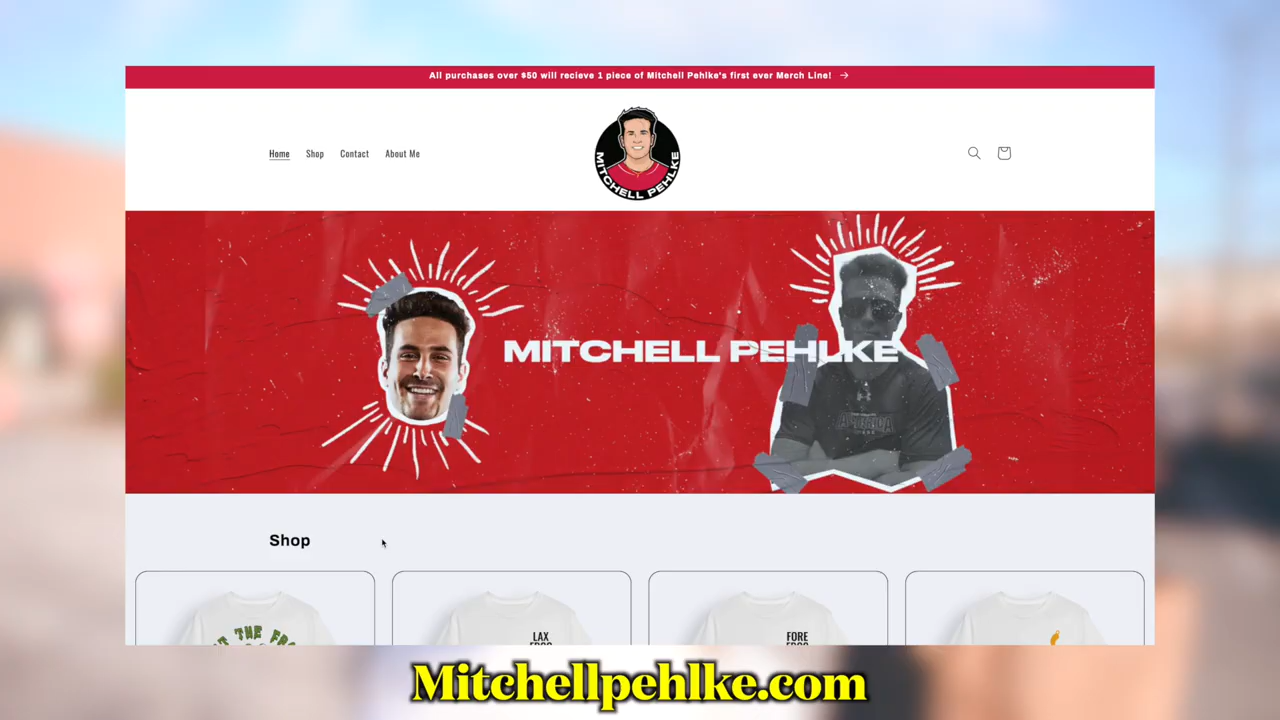 All purchases over $50 will recieve 1 piece of Mitchell Pehlke's first ever Merch Line! →
Home Shop Contact About Me
MITCHELL PEHLKE
MITCHELL PEHLKE
Shop
LAX
FORE
Mitchellpehlke.com